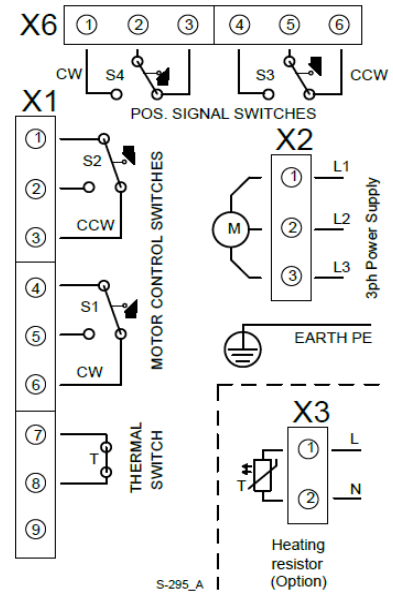 X6 1 2 3 4 5 6
CW S4 S3 CCW
POS. SIGNAL SWITCHES
X1
1
S2
2
CCW
3
4
S1
5
CW
6
MOTOR CONTROL SWITCHES
7
T
8
9
THERMAL
SWITCH
X2
1 L1
M 2 L2
3 L3
3ph Power Supply
EARTH PE
X3
1 L
T
2 N
Heating
resistor
(Option)
S-295_A